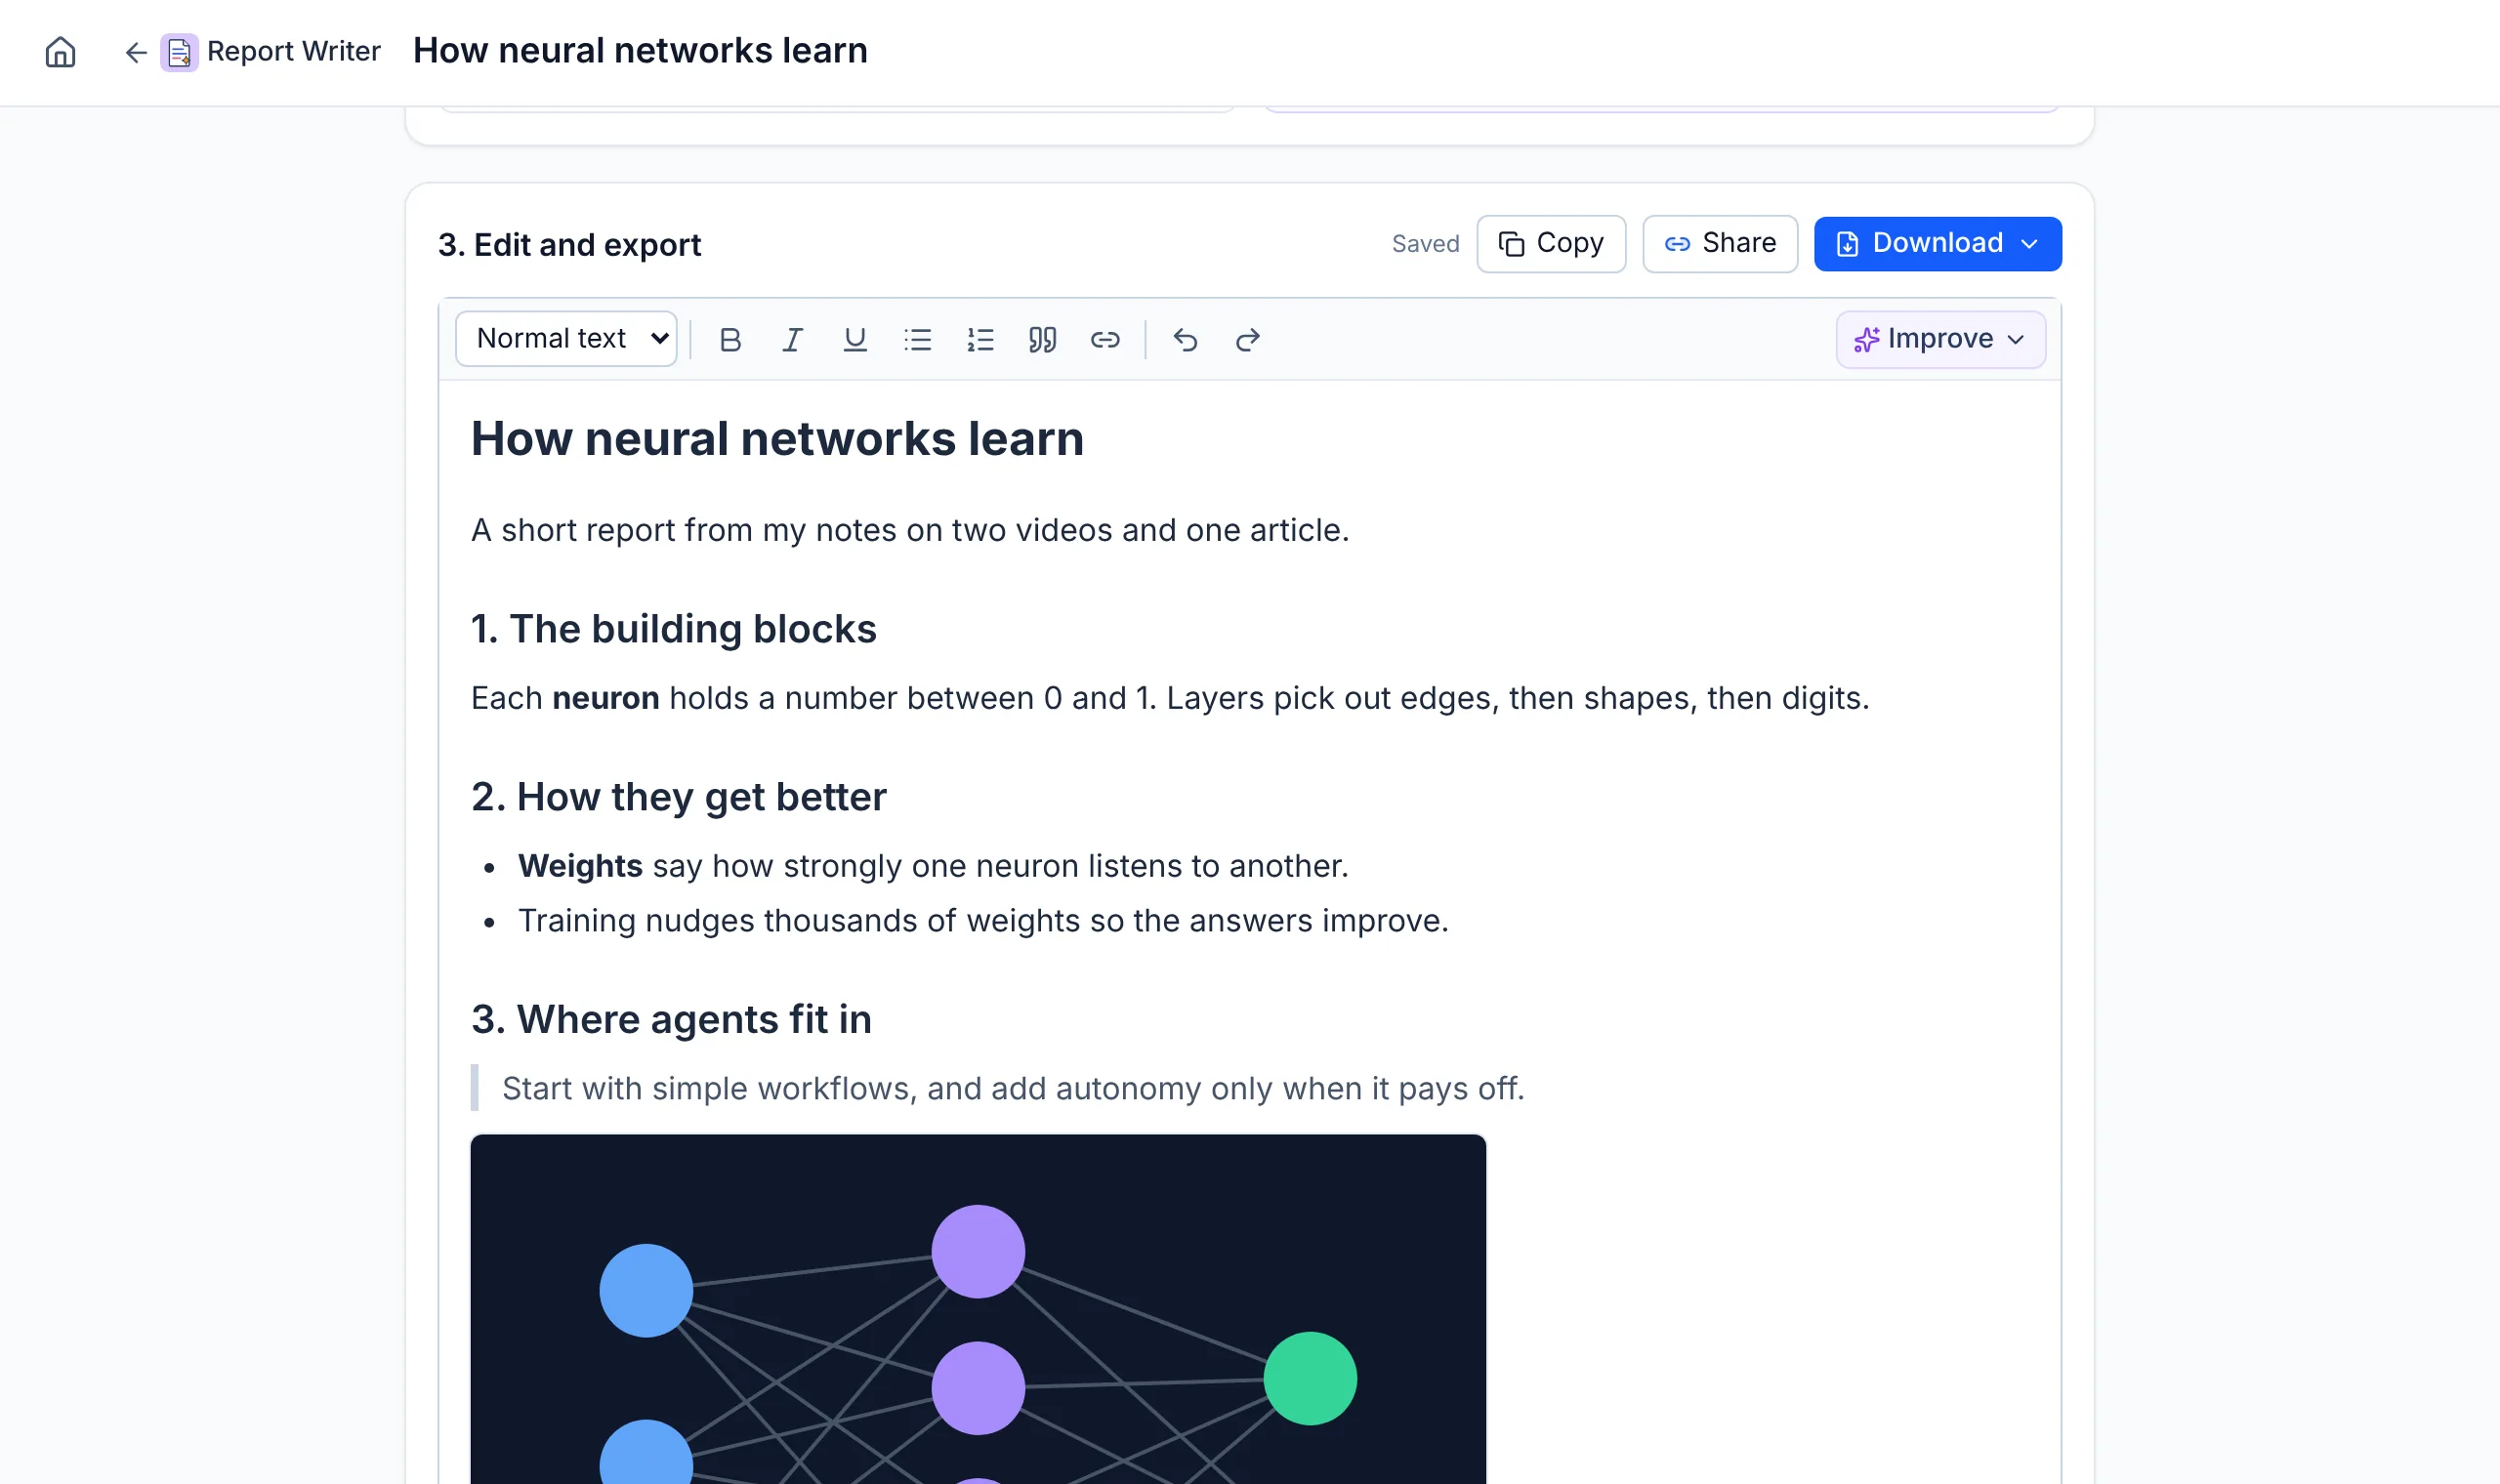 Report Writer
How neural networks learn
3. Edit and export
Saved
Copy
Share
Download
Normal text
Improve
How neural networks learn
A short report from my notes on two videos and one article.
1. The building blocks
Each neuron holds a number between 0 and 1. Layers pick out edges, then shapes, then digits.
2. How they get better
• Weights say how strongly one neuron listens to another.
• Training nudges thousands of weights so the answers improve.
3. Where agents fit in
Start with simple workflows, and add autonomy only when it pays off.